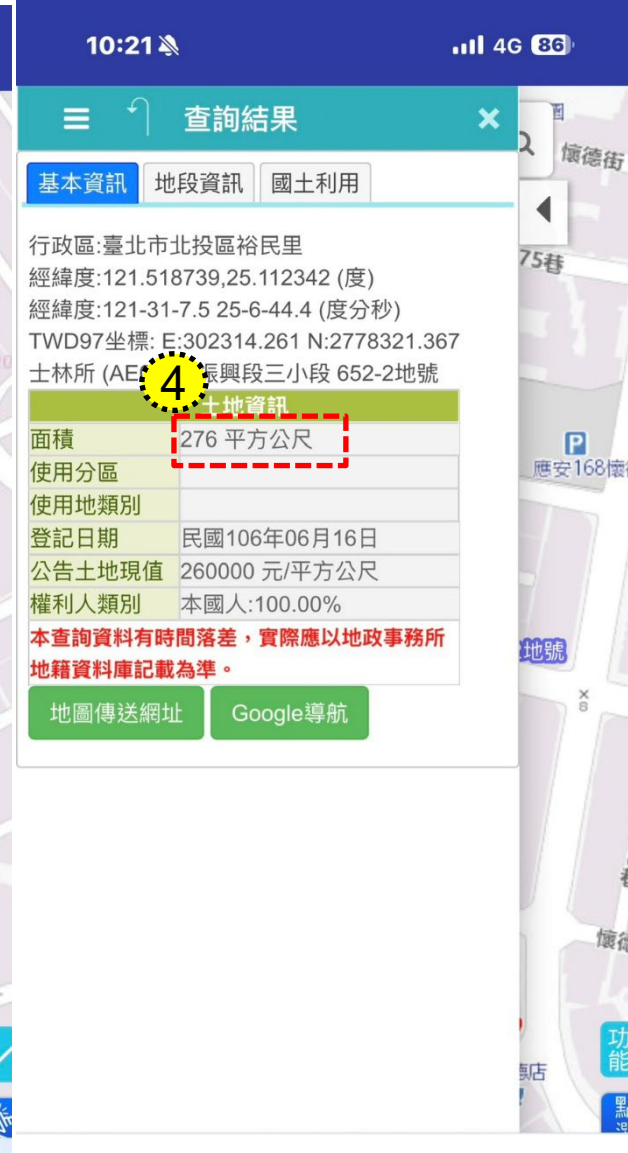 10:21
4G 86
查詢結果
基本資訊 地段資訊 國土利用
行政區:臺北市北投區裕民里
經緯度:121.518739,25.112342 (度)
經緯度:121-31-7.5 25-6-44.4 (度分秒)
TWD97坐標: E:302314.261 N:2778321.367
士林所 (AE 振興段三小段 652-2地號
4
土地資訊
面積 276 平方公尺
使用分區
使用地類別
登記日期 民國106年06月16日
公告土地現值 260000 元/平方公尺
權利人類別 本國人:100.00%
本查詢資料有時間落差,實際應以地政事務所
地籍資料庫記載為準。
地圖傳送網址 Google導航
懷德街
75巷
P
應安168懷
地號
8
功
能
店
點